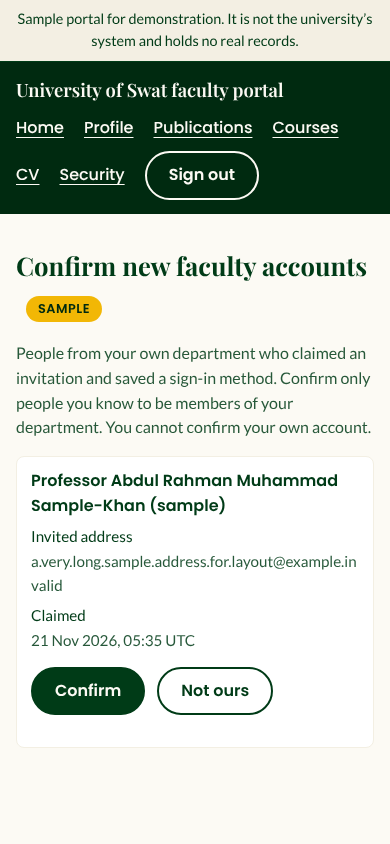 Sample portal for demonstration. It is not the university's
system and holds no real records.
University of Swat faculty portal
Home Profile Publications Courses
CV Security Sign out
Confirm new faculty accounts
SAMPLE
People from your own department who claimed an
invitation and saved a sign-in method. Confirm only
people you know to be members of your
department. You cannot confirm your own account.
Professor Abdul Rahman Muhammad
Sample-Khan (sample)
Invited address
a.very.long.sample.address.for.layout@example.in
valid
Claimed
21 Nov 2026, 05:35 UTC
Confirm Not ours